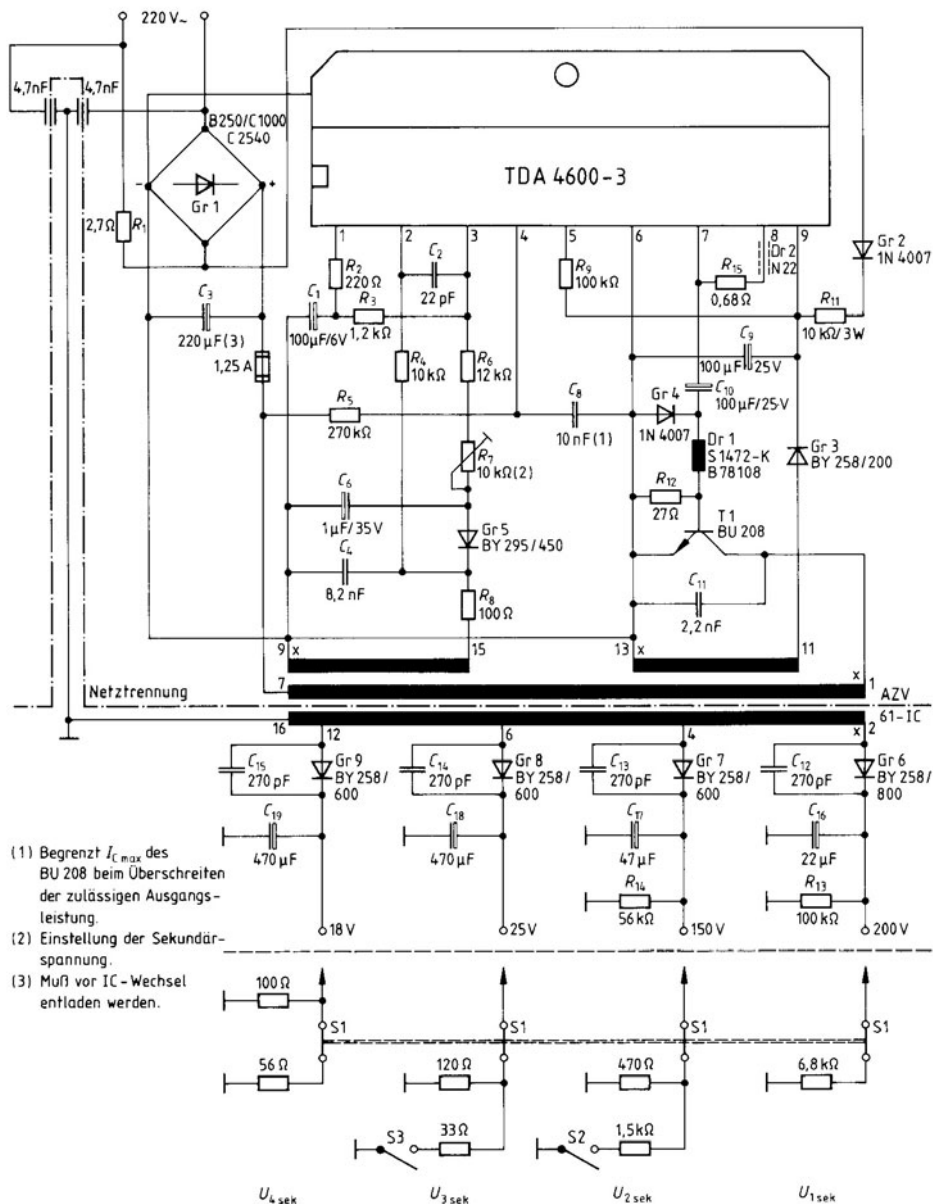 220 V~
4,7nF
4,7nF
B250/C1000
C 2540
-
+
Gr 1
2,7Ω
R1
TDA 4600-3
1
2
3
4
5
6
7
8
9
Dr 2
N 22
Gr 2
1N 4007
R2
220Ω
C2
22 pF
R9
100 kΩ
R15
0,68Ω
R11
10 kΩ/3W
C3
220 µF(3)
1,25 A
C1
100µF/6V
R3
1,2 kΩ
R4
10 kΩ
R6
12 kΩ
C9
100 µF
25V
C10
100 µF/25V
R5
270 kΩ
C8
10 nF(1)
Gr 4
1N 4007
Dr 1
S 1472-K
B78108
Gr 3
BY 258/200
R7
10 kΩ(2)
R12
27Ω
T1
BU 208
C6
1µF/35V
Gr 5
BY 295/450
C4
8,2 nF
R8
100Ω
C11
2,2 nF
9
x
15
13
x
11
7
x
1
Netztrennung
AZV
61-IC
16
12
6
4
x
2
C15
270 pF
Gr 9
BY 258/
600
C14
270 pF
Gr 8
BY 258/
600
C13
270 pF
Gr 7
BY 258/
600
C12
270 pF
Gr 6
BY 258/
800
C19
470 µF
C18
470 µF
C17
47 µF
C16
22 µF
R14
56 kΩ
R13
100 kΩ
18 V
25V
150 V
200 V
(1) Begrenzt IC max des
BU 208 beim Überschreiten
der zulässigen Ausgangs-
leistung.
(2) Einstellung der Sekundär-
spannung.
(3) Muß vor IC-Wechsel
entladen werden.
100 Ω
S1
S1
S1
S1
56 Ω
120 Ω
470 Ω
6,8 kΩ
S3
33 Ω
S2
1,5 kΩ
U4 sek
U3 sek
U2 sek
U1 sek